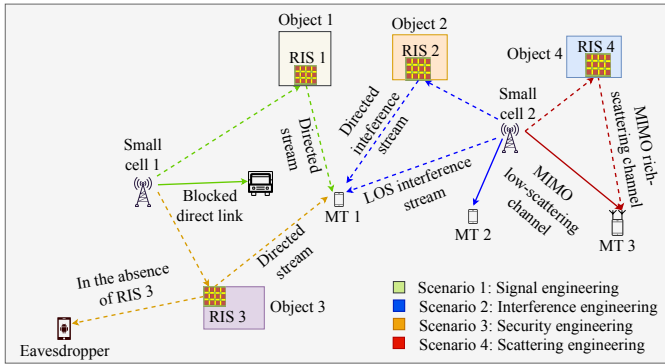 Object 1
RIS 1
Object 2
RIS 2
Object 4
RIS 4
Small
cell 1
Small
cell 2
Directed
stream
Directed
inteference
stream
MIMO rich-
scattering channel
Blocked
direct link
MT 1
LOS interference
stream
MT 2
MIMO
low-scattering
channel
MT 3
In the absence
of RIS 3
Directed
stream
RIS 3
Object 3
Eavesdropper
Scenario 1: Signal engineering
Scenario 2: Interference engineering
Scenario 3: Security engineering
Scenario 4: Scattering engineering